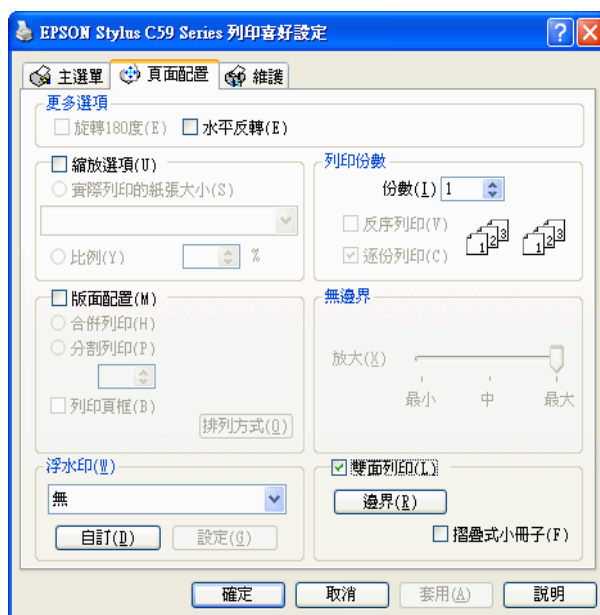 EPSON Stylus C59 Series 列印喜好設定
主選單 頁面配置 維護
更多選項
旋轉180度(E) 水平反轉(E)
縮放選項(U)
實際列印的紙張大小(S)
比例(Y) %
列印份數
份數(I) 1
反序列印(V)
逐份列印(C)
1 2 3 1 2 3
版面配置(M)
合併列印(H)
分割列印(P)
列印頁框(B)
排列方式(O)
無邊界
放大(X)
最小 中 最大
浮水印(W)
無
自訂(D) 設定(G)
雙面列印(L)
邊界(R)
摺疊式小冊子(F)
確定 取消 套用(A) 說明